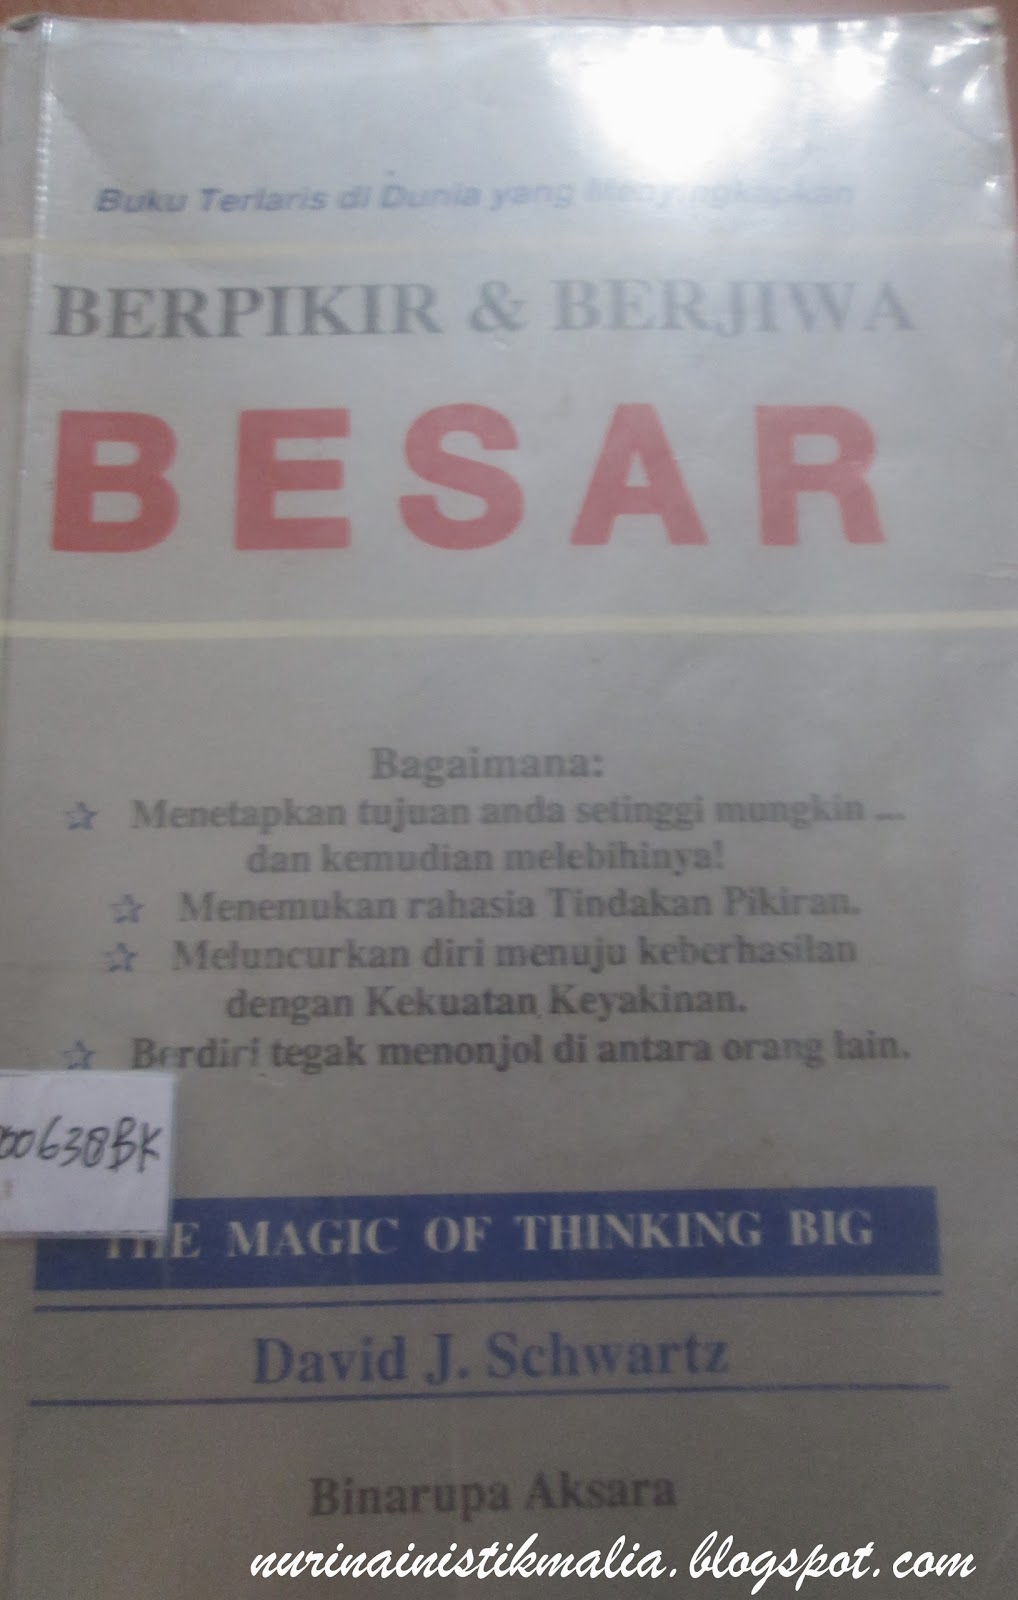 Buku Terlaris di Dunia yang Menyingkapkan
BERPIKIR & BERJIWA
BESAR
Bagaimana:
☆ Menetapkan tujuan anda setinggi mungkin ...
dan kemudian melebihinya!
☆ Menemukan rahasia Tindakan Pikiran.
☆ Meluncurkan diri menuju keberhasilan
dengan Kekuatan Keyakinan.
☆ Berdiri tegak menonjol di antara orang lain.
000638BK
THE MAGIC OF THINKING BIG
David J. Schwartz
Binarupa Aksara
nurinainistikmalia.blogspot.com